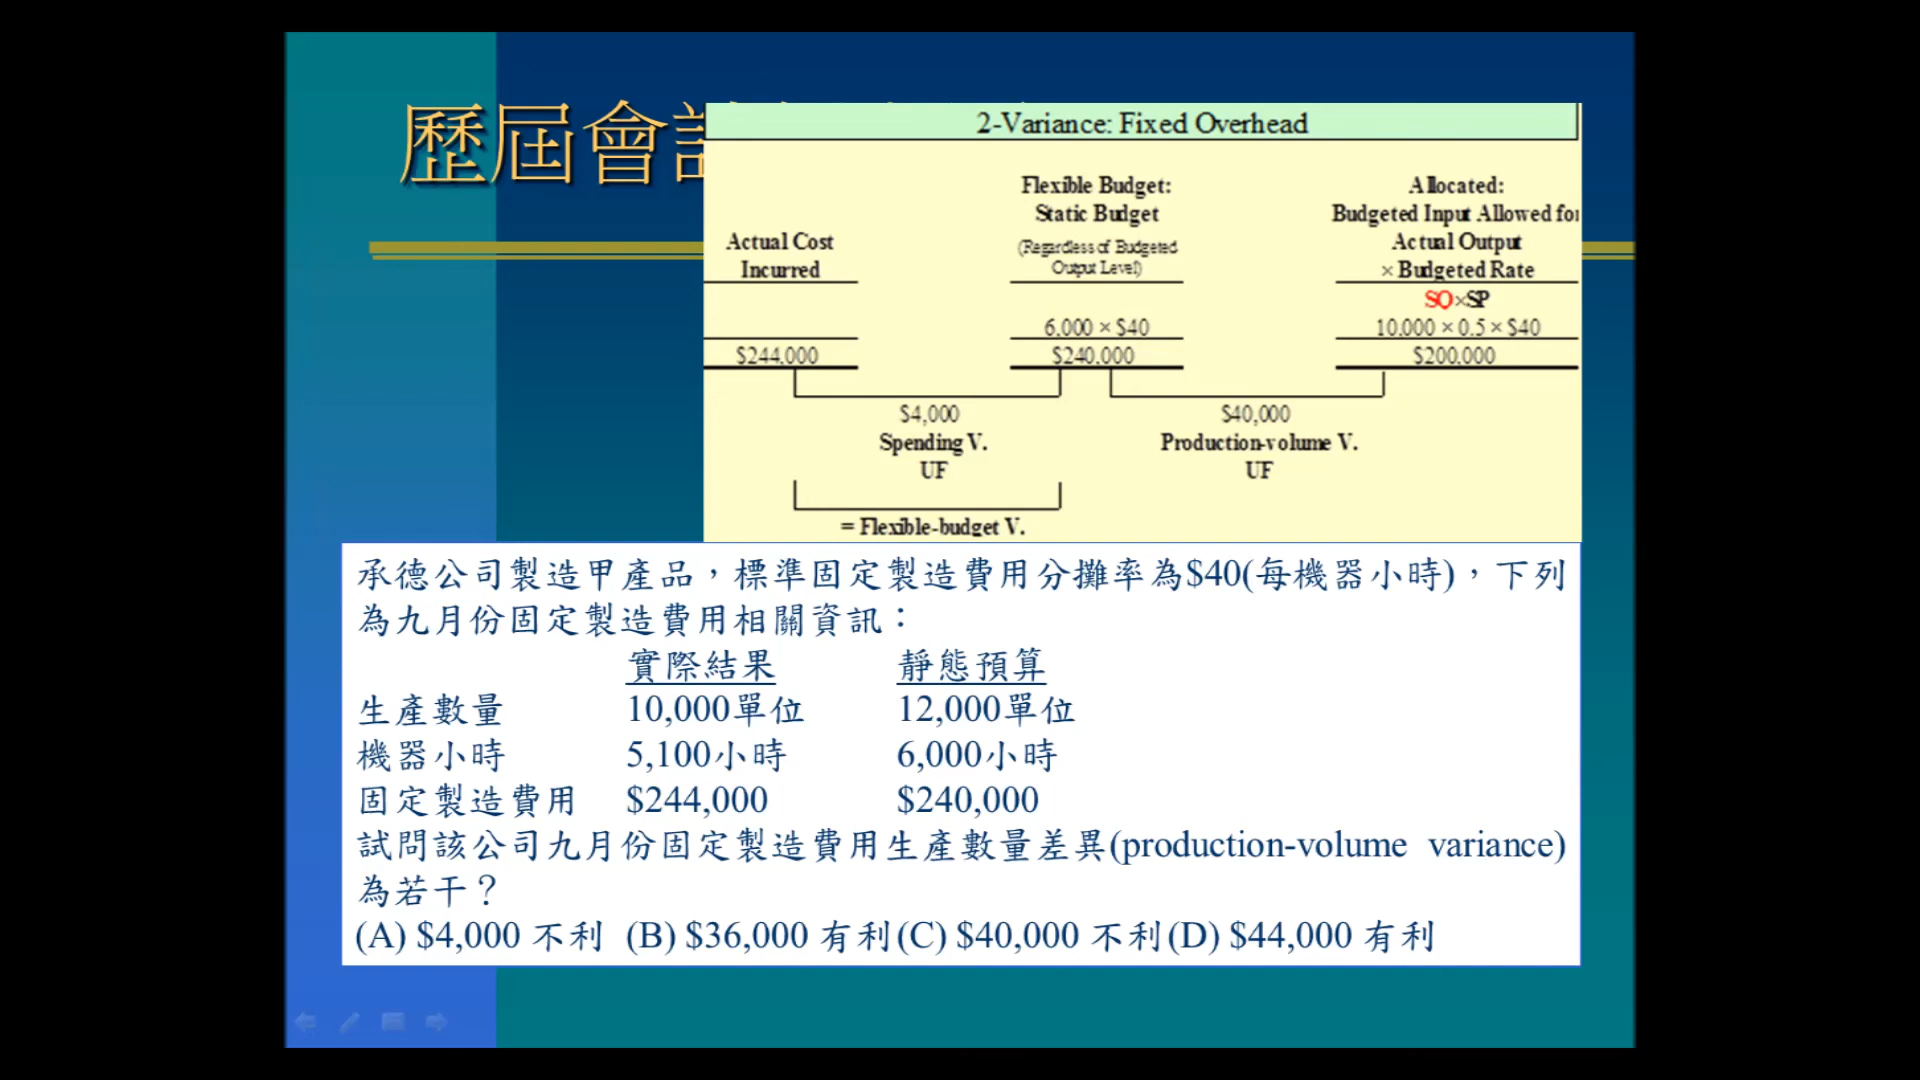 歷屆會
2-Variance: Fixed Overhead
Flexible Budget:
Static Budget
(Regardless of Budgeted
Output Level)
Allocated:
Budgeted Input Allowed for
Actual Output
× Budgeted Rate
Actual Cost
Incurred
SQ×SP
6,000 × $40
10,000 × 0.5 × $40
$244,000
$240,000
$200,000
$4,000
$40,000
Spending V.
Production-volume V.
UF
UF
= Flexible-budget V.
承德公司製造甲產品，標準固定製造費用分攤率為$40(每機器小時)，下列
為九月份固定製造費用相關資訊：
實際結果 靜態預算
生產數量 10,000單位 12,000單位
機器小時 5,100小時 6,000小時
固定製造費用 $244,000 $240,000
試問該公司九月份固定製造費用生產數量差異(production-volume variance)
為若干？
(A) $4,000 不利 (B) $36,000 有利(C) $40,000 不利(D) $44,000 有利